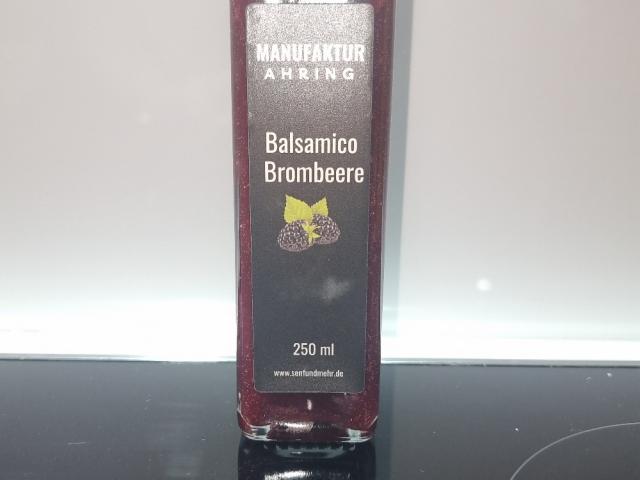 MANUFAKTUR
AHRING
Balsamico
Brombeere
250 ml
www.senfundmehr.de